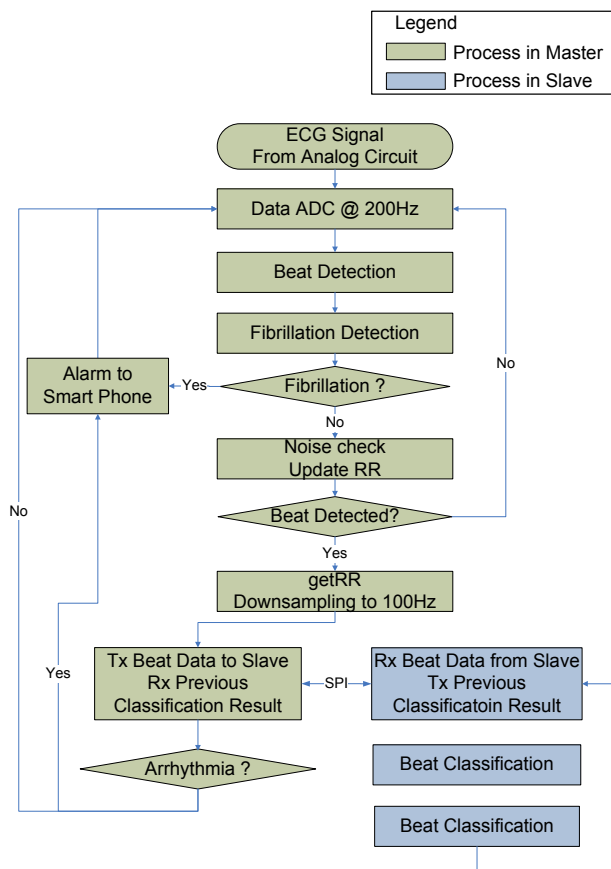 Legend
Process in Master
Process in Slave
ECG Signal
From Analog Circuit
Data ADC @ 200Hz
Beat Detection
Fibrillation Detection
No
Alarm to
Smart Phone
Yes
Fibrillation ?
No
Noise check
Update RR
No
Beat Detected?
Yes
getRR
Downsampling to 100Hz
Yes
Tx Beat Data to Slave
Rx Previous
Classification Result
SPI
Rx Beat Data from Slave
Tx Previous
Classificatoin Result
Arrhythmia ?
Beat Classification
Beat Classification